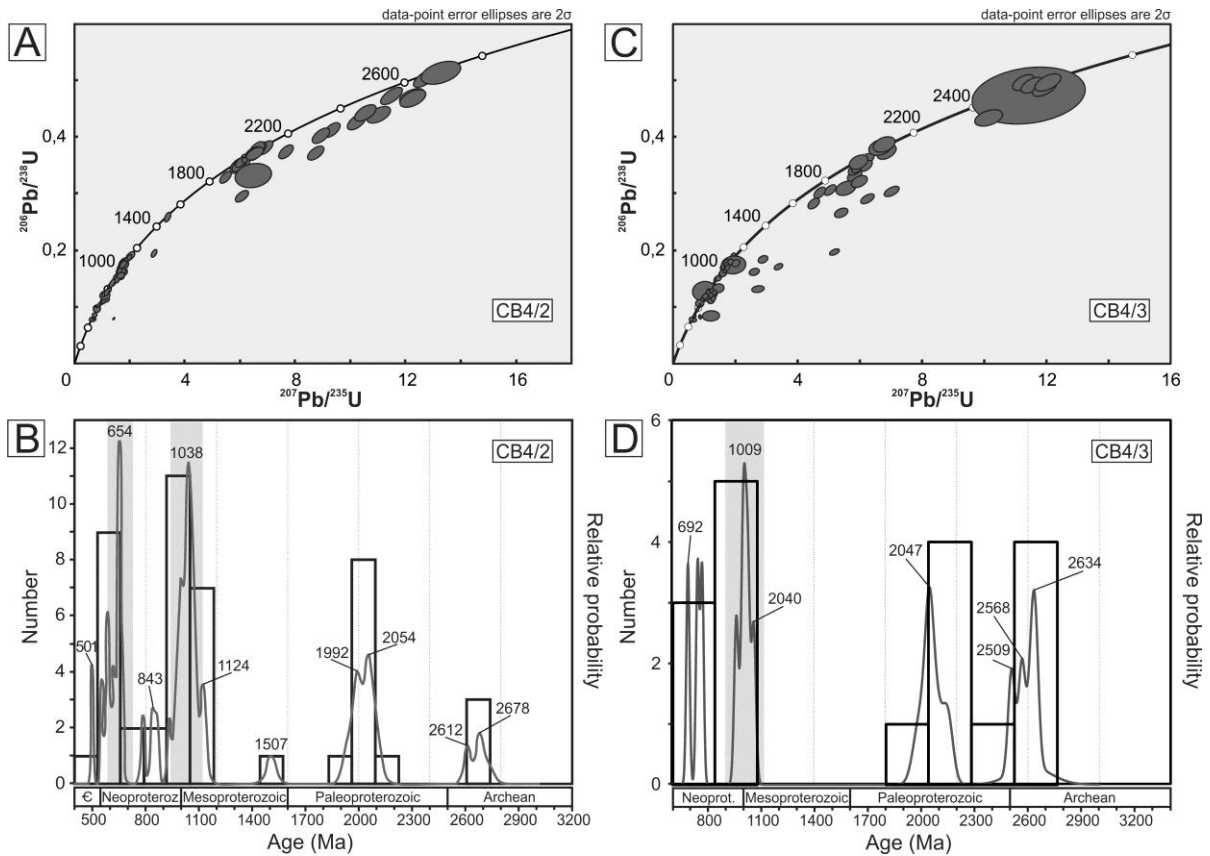 data-point error ellipses are 2σ
A
2600
2200
1800
1400
1000
0,4
0,2
206Pb/238U
CB4/2
0 4 8 12 16
207Pb/235U
data-point error ellipses are 2σ
C
2400
2200
1800
1400
1000
0,4
0,2
206Pb/238U
CB4/3
0 4 8 12 16
207Pb/235U
B
CB4/2
654
1038
501
843
1124
1507
1992
2054
2612
2678
12
10
8
6
4
2
0
Number
Relative probability
€ Neoproteroz. Mesoproterozoic Paleoproterozoic Archean
500 800 1100 1400 1700 2000 2300 2600 2900 3200
Age (Ma)
D
CB4/3
692
1009
2040
2047
2509
2568
2634
6
4
2
0
Number
Relative probability
Neoprot. Mesoproterozoic Paleoproterozoic Archean
800 1100 1400 1700 2000 2300 2600 2900 3200
Age (Ma)